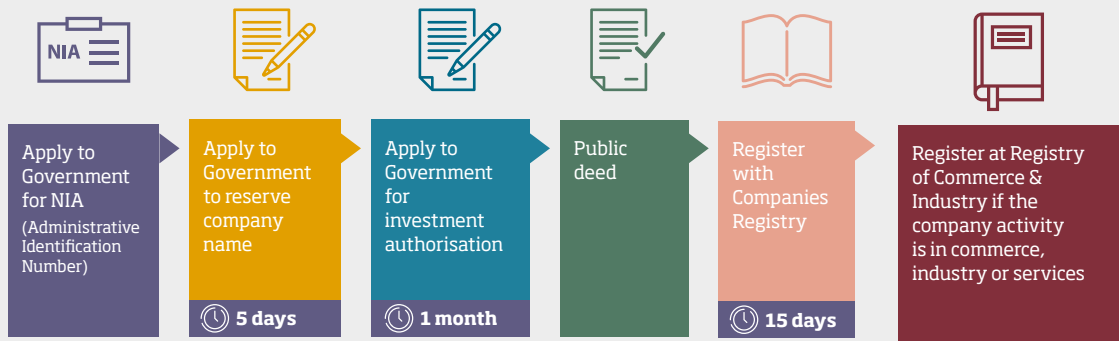 NIA
Apply to
Government
for NIA
(Administrative
Identification
Number)
Apply to
Government
to reserve
company
name
5 days
Apply to
Government
for
investment
authorisation
1 month
Public
deed
Register
with
Companies
Registry
15 days
Register at Registry
of Commerce &
Industry if the
company activity
is in commerce,
industry or services